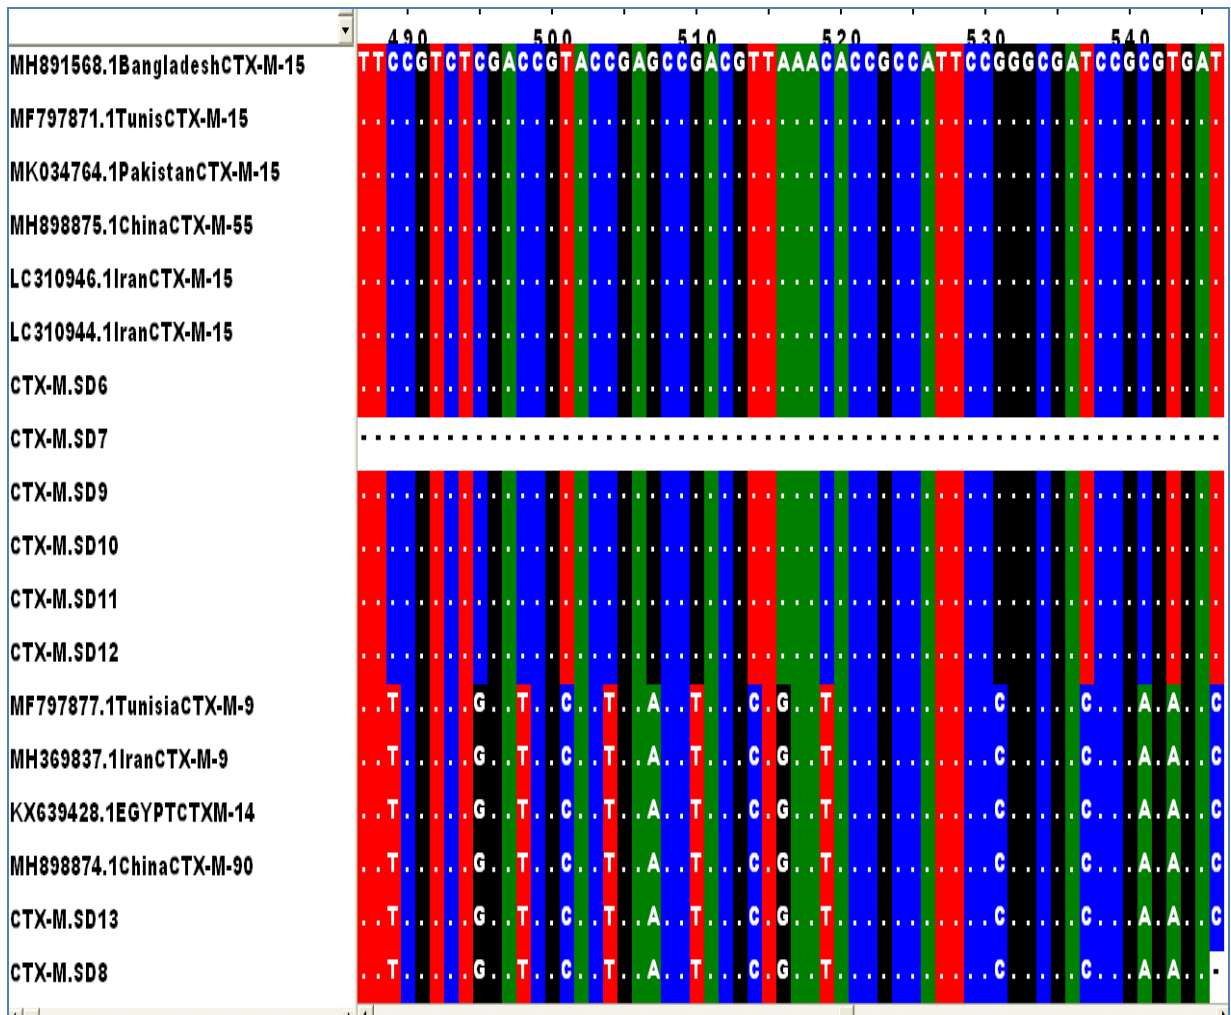 490 500 510 520 530 540
MH891568.1BangladeshCTX-M-15 TTCCGTCTCGACCGTACCGAGCCGACGTTAAACACCGCCATTCCGGGCGATCCGCGTGAT
MF797871.1TunisCTX-M-15 ............................................................
MK034764.1PakistanCTX-M-15 ............................................................
MH898875.1ChinaCTX-M-55 ............................................................
LC310946.1IranCTX-M-15 ............................................................
LC310944.1IranCTX-M-15 ............................................................
CTX-M.SD6 ............................................................
CTX-M.SD7 ------------------------------------------------------------
CTX-M.SD9 ............................................................
CTX-M.SD10 ............................................................
CTX-M.SD11 ............................................................
CTX-M.SD12 ............................................................
MF797877.1TunisiaCTX-M-9 ..T.....G..T..C..T..A..T...C.G..T...........C.....C...A.A..C
MH369837.1IranCTX-M-9 ..T.....G..T..C..T..A..T...C.G..T...........C.....C...A.A..C
KX639428.1EGYPTCTXM-14 ..T.....G..T..C..T..A..T...C.G..T...........C.....C...A.A..C
MH898874.1ChinaCTX-M-90 ..T.....G..T..C..T..A..T...C.G..T...........C.....C...A.A..C
CTX-M.SD13 ..T.....G..T..C..T..A..T...C.G..T...........C.....C...A.A..C
CTX-M.SD8 ..T.....G..T..C..T..A..T...C.G..T...........C.....C...A.A..-